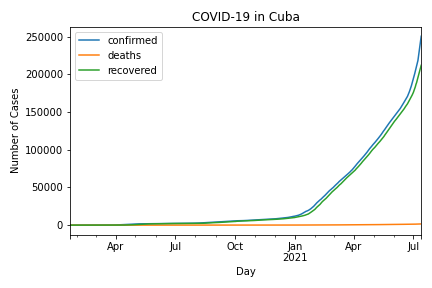 COVID-19 in Cuba
confirmed
deaths
recovered
Number of Cases
250000
200000
150000
100000
50000
0
Apr
Jul
Oct
Jan
2021
Apr
Jul
Day